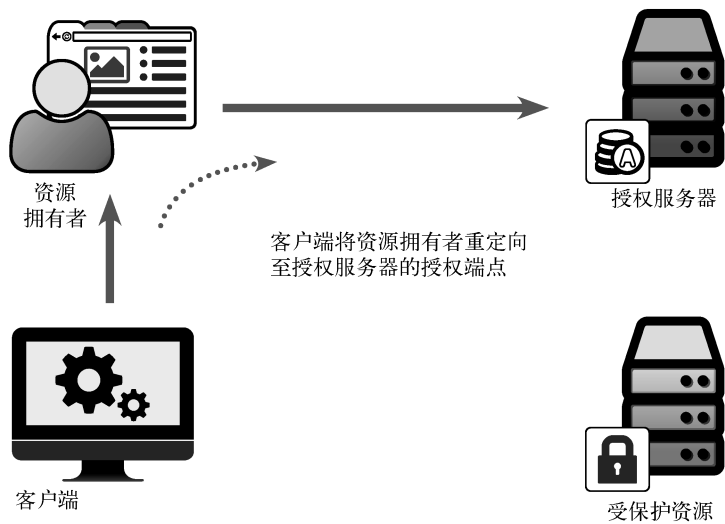 资源
拥有者
A
授权服务器
客户端将资源拥有者重定向
至授权服务器的授权端点
客户端
受保护资源